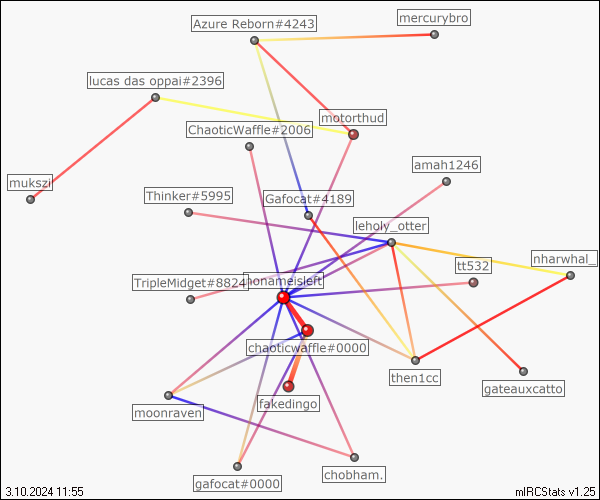 Azure Reborn#4243
mercurybro
lucas das oppai#2396
motorthud
ChaoticWaffle#2006
amah1246
mukszi
Thinker#5995
Gafocat#4189
leholy_otter
nharwhal_
tt532
TripleMidget#8824
nonameisleft
chaoticwaffle#0000
then1cc
gateauxcatto
fakedingo
moonraven
chobham.
gafocat#0000
3.10.2024 11:55
mIRCStats v1.25